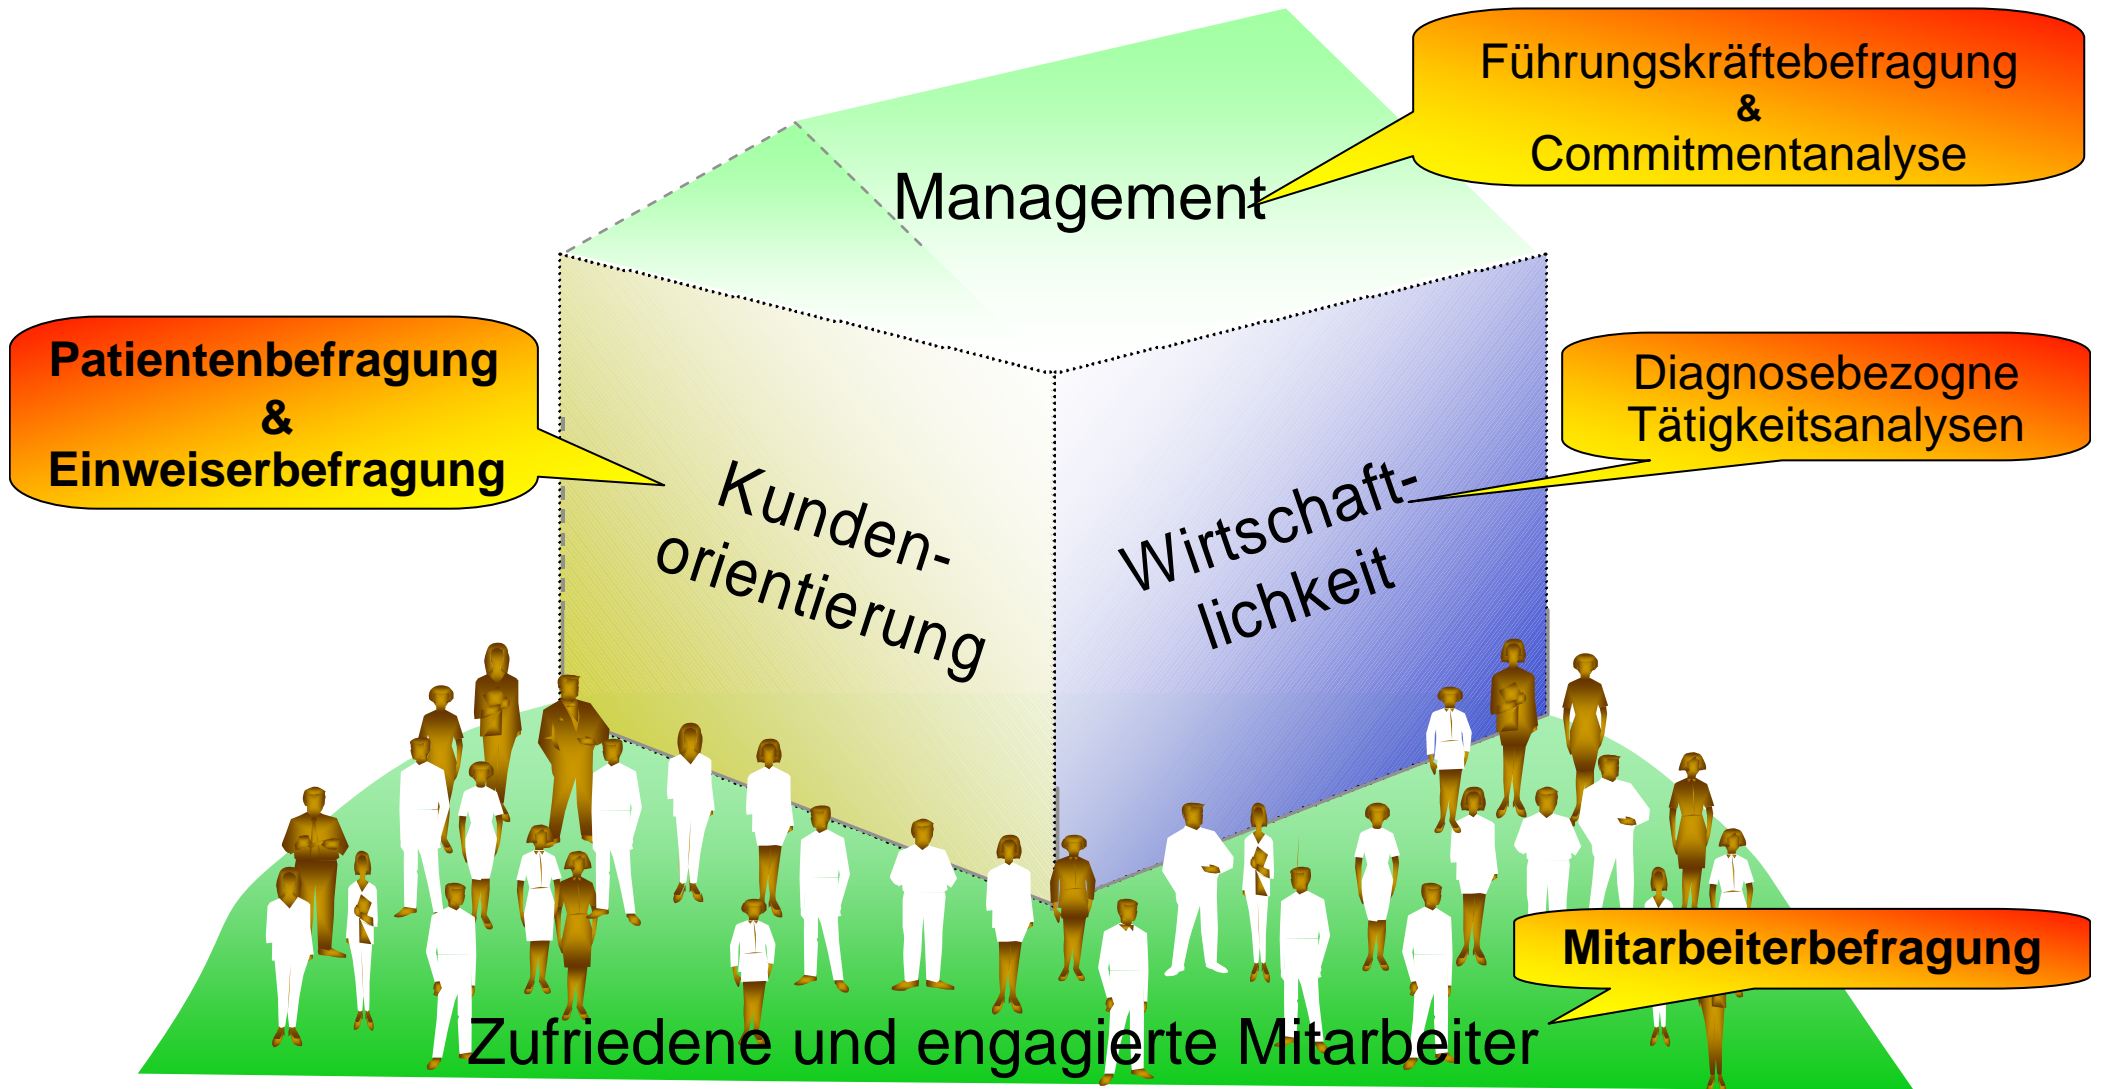 Führungskräftebefragung
&
Commitmentanalyse
Management
Patientenbefragung
&
Einweiserbefragung
Diagnosebezogne
Tätigkeitsanalysen
Kunden-
orientierung
Wirtschaft-
lichkeit
Mitarbeiterbefragung
Zufriedene und engagierte Mitarbeiter